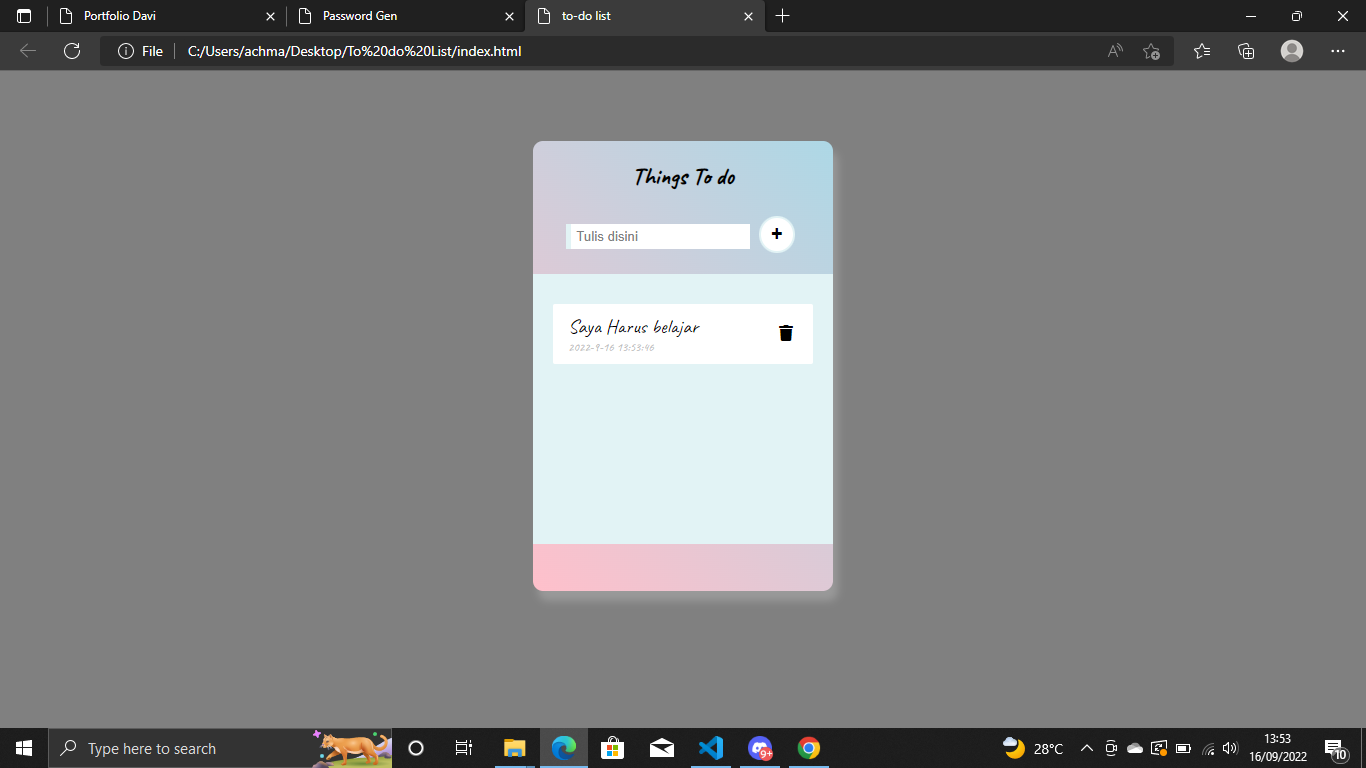 Portfolio Davi
Password Gen
to-do list
File
C:/Users/achma/Desktop/To%20do%20List/index.html
Things To do
Tulis disini
+
Saya Harus belajar
2022-9-16 13:53:46
Type here to search
9+
28°C
13:53
16/09/2022
10